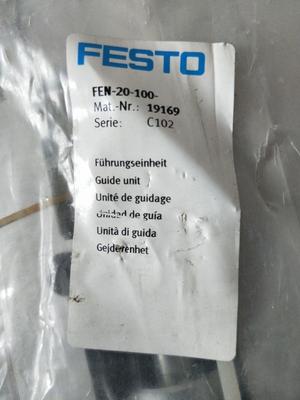 FESTO
FEN-20-100-
Mat.-Nr.: 19169
Serie: C102
Führungseinheit
Guide unit
Unité de guidage
Unidad de guía
Unità di guida
Gejderenhet